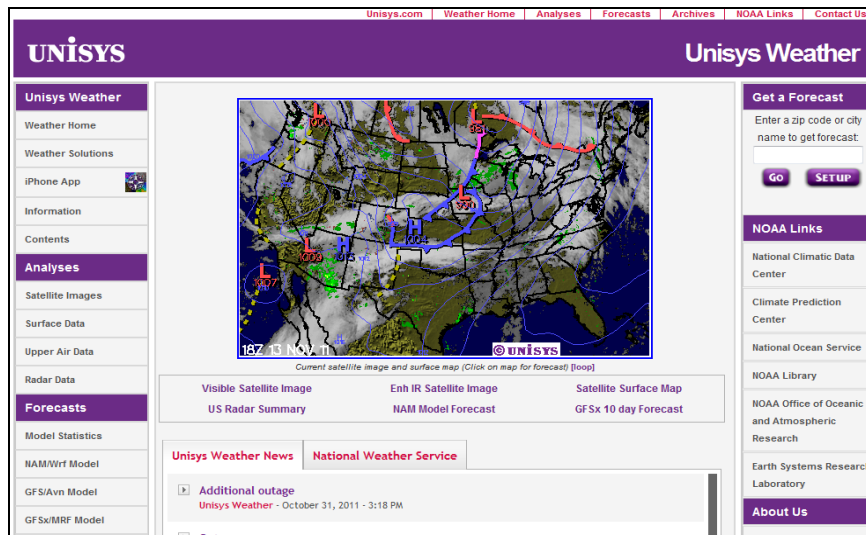 Unisys.com | Weather Home | Analyses | Forecasts | Archives | NOAA Links | Contact Us
UNISYS
Unisys Weather
Unisys Weather
Weather Home
Weather Solutions
iPhone App
Information
Contents
Analyses
Satellite Images
Surface Data
Upper Air Data
Radar Data
Forecasts
Model Statistics
NAM/Wrf Model
GFS/Avn Model
GFSx/MRF Model
L
L
981
L
990
H
1004
L
1009
H
1015
L
1007
18Z 13 NOV 11
© UNISYS
Current satellite image and surface map (Click on map for forecast) [loop]
Visible Satellite Image
Enh IR Satellite Image
Satellite Surface Map
US Radar Summary
NAM Model Forecast
GFSx 10 day Forecast
Unisys Weather News
National Weather Service
Additional outage
Unisys Weather - October 31, 2011 - 3:18 PM
Get a Forecast
Enter a zip code or city
name to get forecast:
GO
SETUP
NOAA Links
National Climatic Data
Center
Climate Prediction
Center
National Ocean Service
NOAA Library
NOAA Office of Oceanic
and Atmospheric
Research
Earth Systems Research
Laboratory
About Us